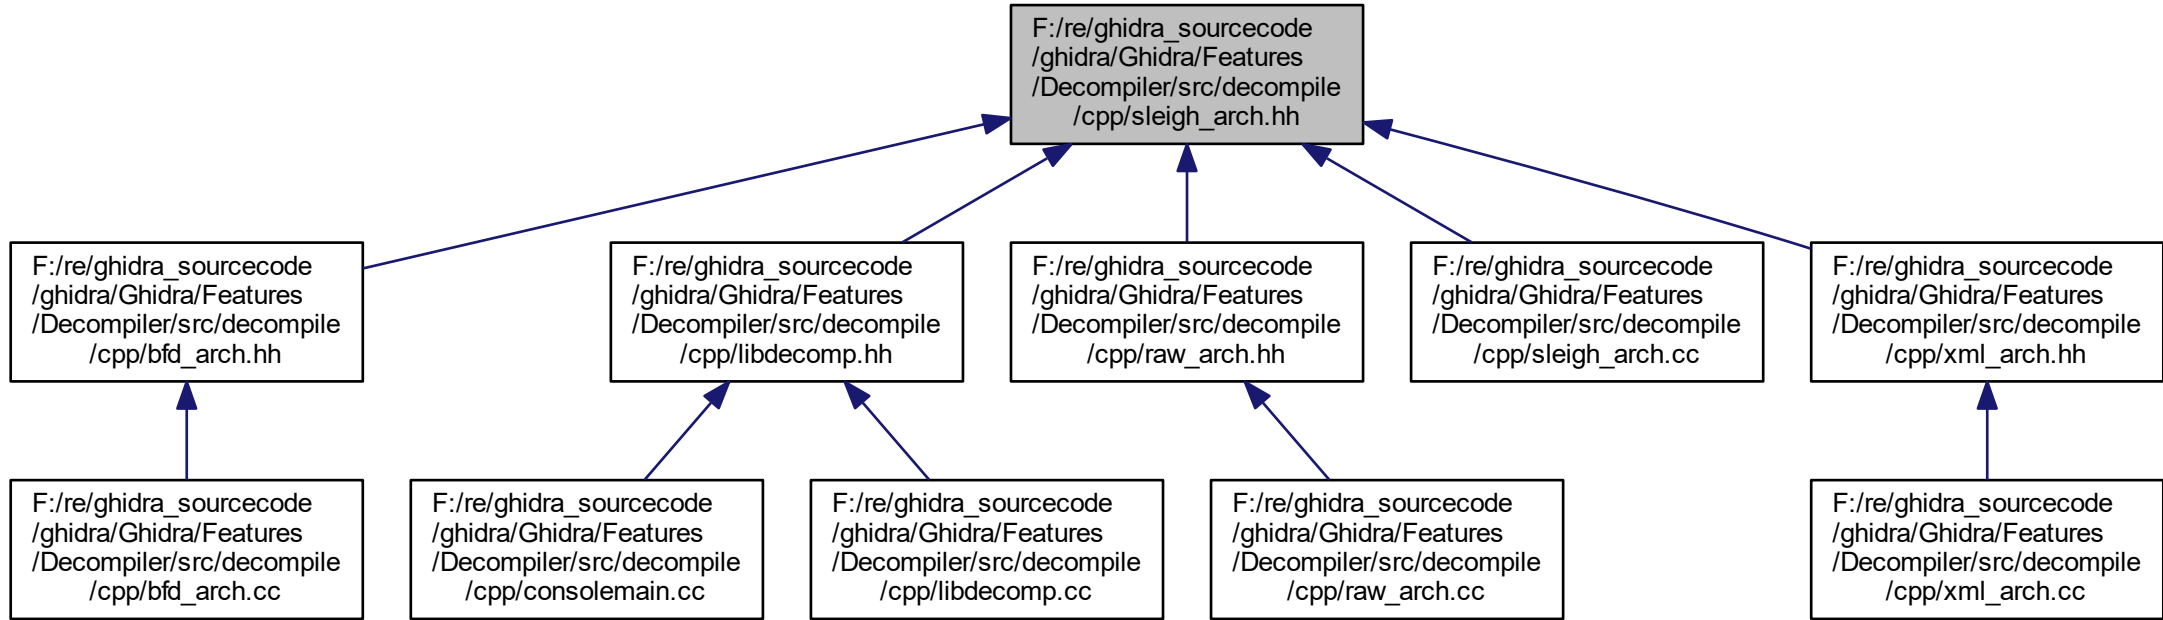 F:/re/ghidra_sourcecode
/ghidra/Ghidra/Features
/Decompiler/src/decompile
/cpp/sleigh_arch.hh
F:/re/ghidra_sourcecode
/ghidra/Ghidra/Features
/Decompiler/src/decompile
/cpp/bfd_arch.hh
F:/re/ghidra_sourcecode
/ghidra/Ghidra/Features
/Decompiler/src/decompile
/cpp/libdecomp.hh
F:/re/ghidra_sourcecode
/ghidra/Ghidra/Features
/Decompiler/src/decompile
/cpp/raw_arch.hh
F:/re/ghidra_sourcecode
/ghidra/Ghidra/Features
/Decompiler/src/decompile
/cpp/sleigh_arch.cc
F:/re/ghidra_sourcecode
/ghidra/Ghidra/Features
/Decompiler/src/decompile
/cpp/xml_arch.hh
F:/re/ghidra_sourcecode
/ghidra/Ghidra/Features
/Decompiler/src/decompile
/cpp/bfd_arch.cc
F:/re/ghidra_sourcecode
/ghidra/Ghidra/Features
/Decompiler/src/decompile
/cpp/consolemain.cc
F:/re/ghidra_sourcecode
/ghidra/Ghidra/Features
/Decompiler/src/decompile
/cpp/libdecomp.cc
F:/re/ghidra_sourcecode
/ghidra/Ghidra/Features
/Decompiler/src/decompile
/cpp/raw_arch.cc
F:/re/ghidra_sourcecode
/ghidra/Ghidra/Features
/Decompiler/src/decompile
/cpp/xml_arch.cc